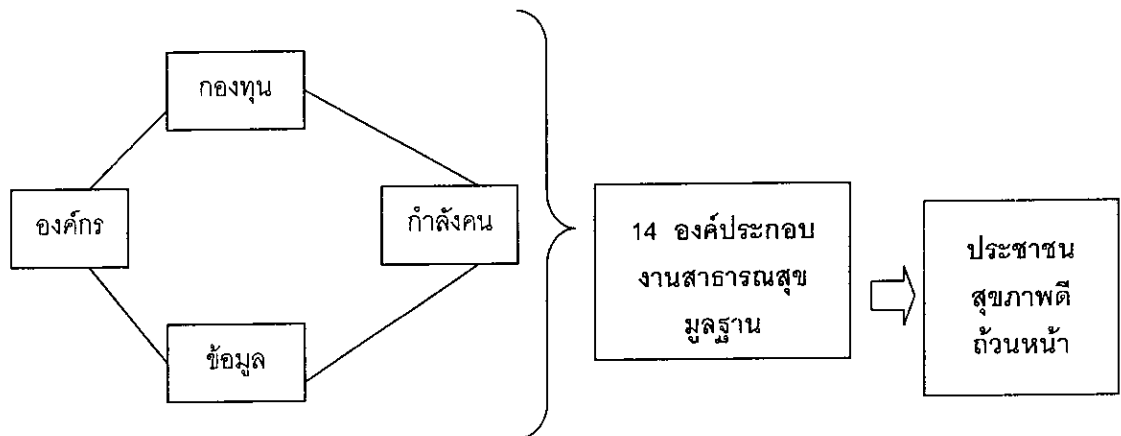 กองทุน
องค์กร
กำลังคน
ข้อมูล
14 องค์ประกอบ
งานสาธารณสุข
มูลฐาน
ประชาชน
สุขภาพดี
ถ้วนหน้า